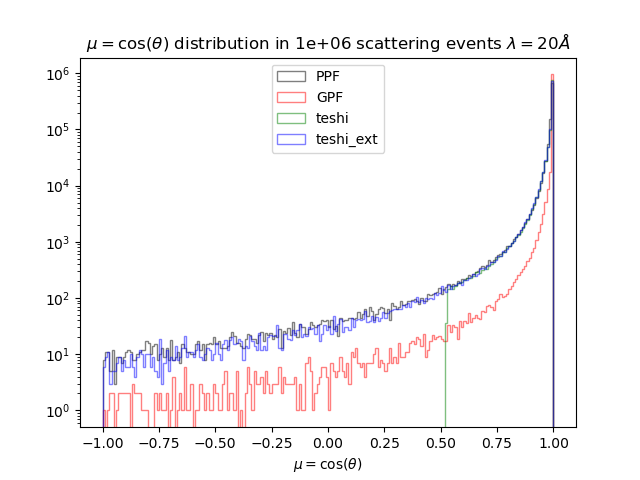 μ = cos(θ) distribution in 1e+06 scattering events λ = 20Å
PPF
GPF
teshi
teshi_ext
10⁶
10⁵
10⁴
10³
10²
10¹
10⁰
−1.00 −0.75 −0.50 −0.25 0.00 0.25 0.50 0.75 1.00
μ = cos(θ)